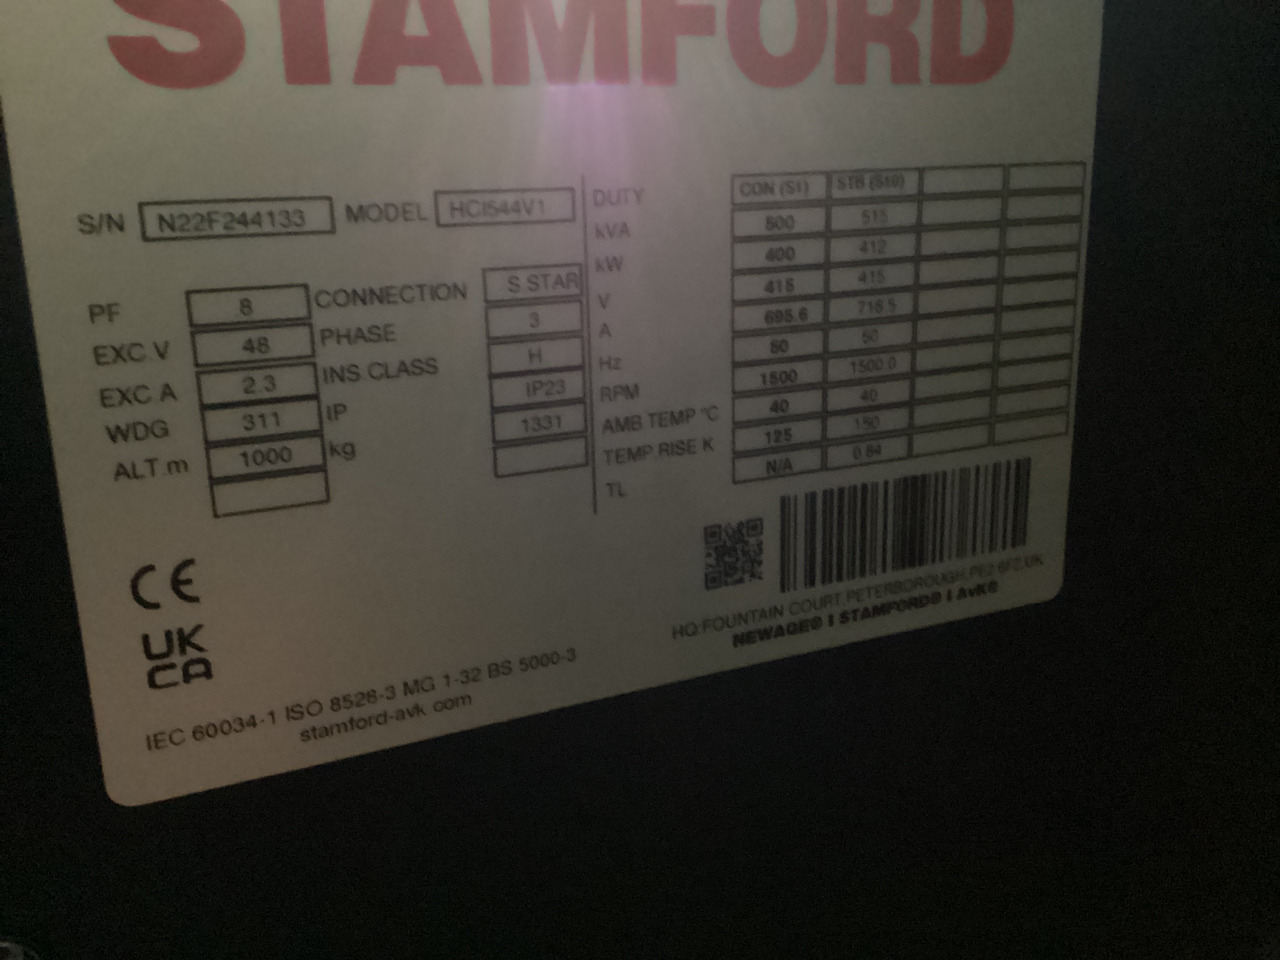 STAMFORD
S/N N22F244133 MODEL HCI544V1
PF .8 CONNECTION S STAR
EXC V 48 PHASE 3
EXC A 2.3 INS CLASS H
WDG 311 IP IP23
ALT.m 1000 kg 1331
DUTY CON (S1) STB (S10)
kVA 500 515
kW 400 412
V 415 415
A 695.6 716.5
Hz 50 50
RPM 1500 1500.0
AMB TEMP °C 40 40
TEMP RISE K 125 150
TL N/A 0.84
CE
UK
CA
IEC 60034-1 ISO 8528-3 MG 1-32 BS 5000-3
stamford-avk.com
HQ:FOUNTAIN COURT,PETERBOROUGH,PE2 6FZ,UK
NEWAGE® I STAMFORD® I AvK®